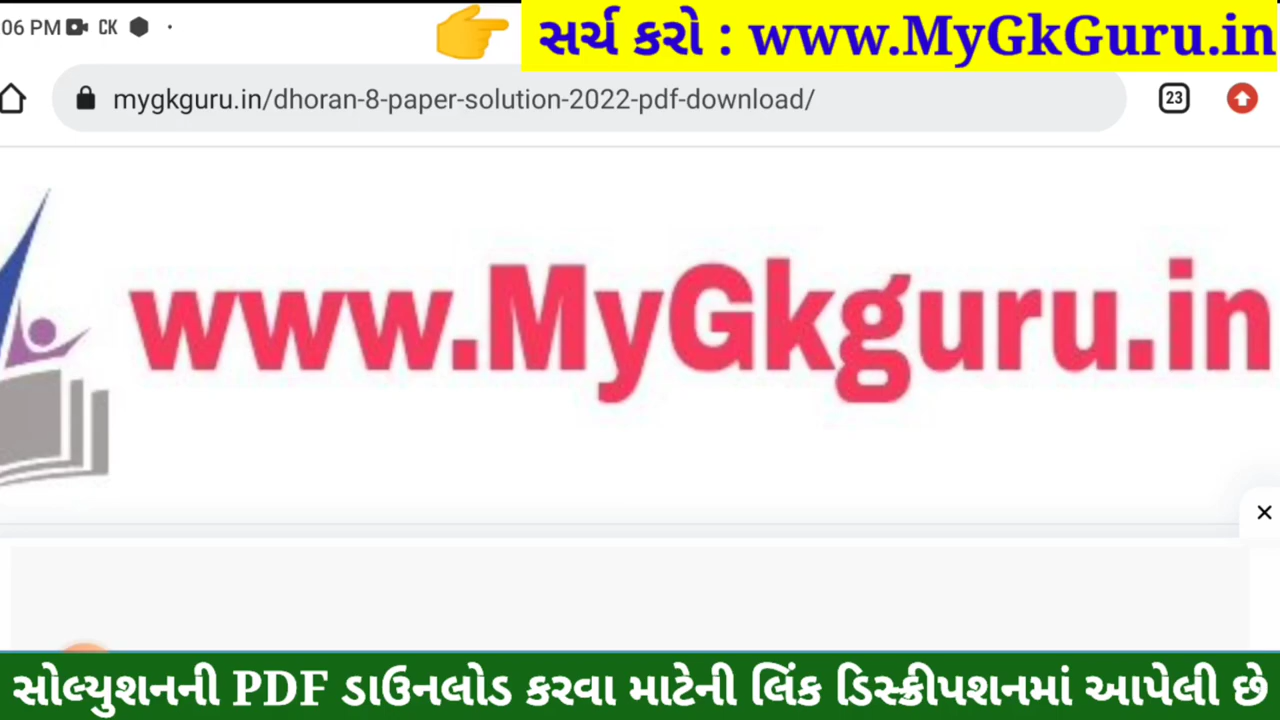 06 PM CK
👉 સર્ચ કરો : www.MyGkGuru.in
mygkguru.in/dhoran-8-paper-solution-2022-pdf-download/
23
www.MyGkguru.in
સોલ્યુશનની PDF ડાઉનલોડ કરવા માટેની લિંક ડિસ્ક્રીપશનમાં આપેલી છે